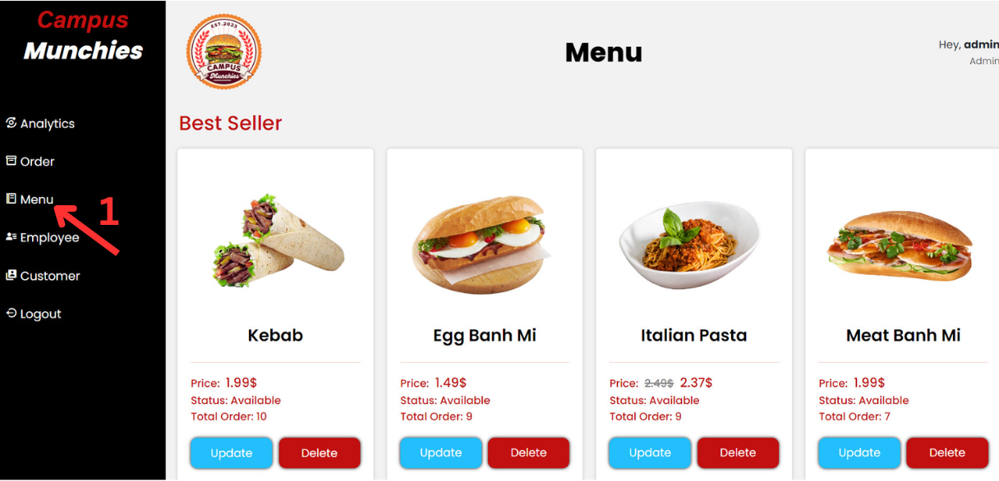 Campus
Munchies
EST.2023
CAMPUS
Munchies
Menu
Hey, admin
Admin
Analytics
Order
Menu
1
Employee
Customer
Logout
Best Seller
Kebab
Price: 1.99$
Status: Available
Total Order: 10
Update Delete
Egg Banh Mi
Price: 1.49$
Status: Available
Total Order: 9
Update Delete
Italian Pasta
Price: 2.49$ 2.37$
Status: Available
Total Order: 9
Update Delete
Meat Banh Mi
Price: 1.99$
Status: Available
Total Order: 7
Update Delete